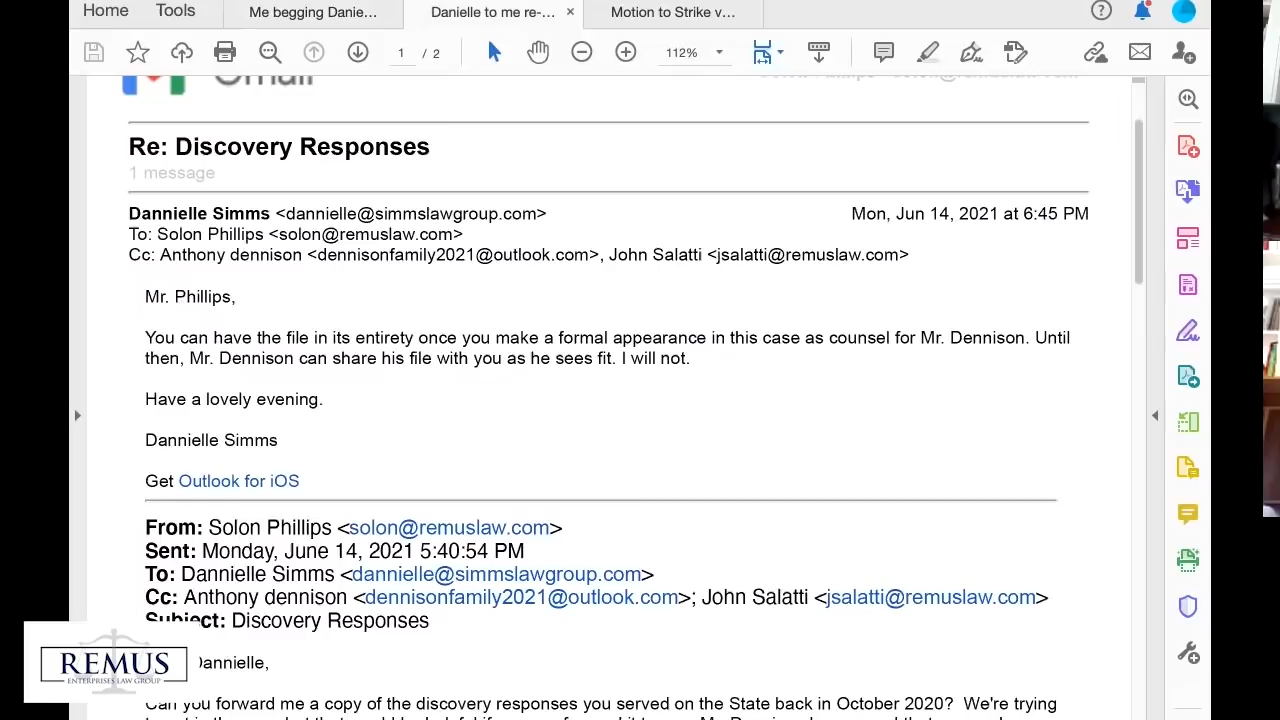 Home Tools Me begging Danie... Danielle to me re-... × Motion to Strike v...
1 / 2 112%
Gmail
Re: Discovery Responses
1 message
Dannielle Simms <dannielle@simmslawgroup.com> Mon, Jun 14, 2021 at 6:45 PM
To: Solon Phillips <solon@remuslaw.com>
Cc: Anthony dennison <dennisonfamily2021@outlook.com>, John Salatti <jsalatti@remuslaw.com>
Mr. Phillips,
You can have the file in its entirety once you make a formal appearance in this case as counsel for Mr. Dennison. Until
then, Mr. Dennison can share his file with you as he sees fit. I will not.
Have a lovely evening.
Dannielle Simms
Get Outlook for iOS
From: Solon Phillips <solon@remuslaw.com>
Sent: Monday, June 14, 2021 5:40:54 PM
To: Dannielle Simms <dannielle@simmslawgroup.com>
Cc: Anthony dennison <dennisonfamily2021@outlook.com>; John Salatti <jsalatti@remuslaw.com>
Subject: Discovery Responses
REMUS
ENTERPRISES LAW GROUP
Dannielle,
Can you forward me a copy of the discovery responses you served on the State back in October 2020? We're trying